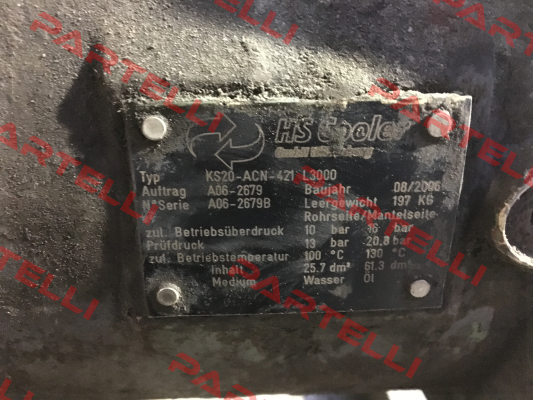 HS Cooler
GmbH
Typ KS20-ACN-421 L3000
Auftrag A06-2679 Baujahr 08/2006
N°Serie A06-2679B Leergewicht 197 KG
Rohrseite/Mantelseite
zul. Betriebsüberdruck 10 bar 16 bar
Prüfdruck 13 bar 20.8 bar
zul. Betriebstemperatur 100 °C 130 °C
Inhalt 25.7 dm³ 61.3 dm³
Medium Wasser Öl
PARTELLI
PARTELLI
PARTELLI
PARTELLI
PARTELLI
PARTELLI
PARTELLI